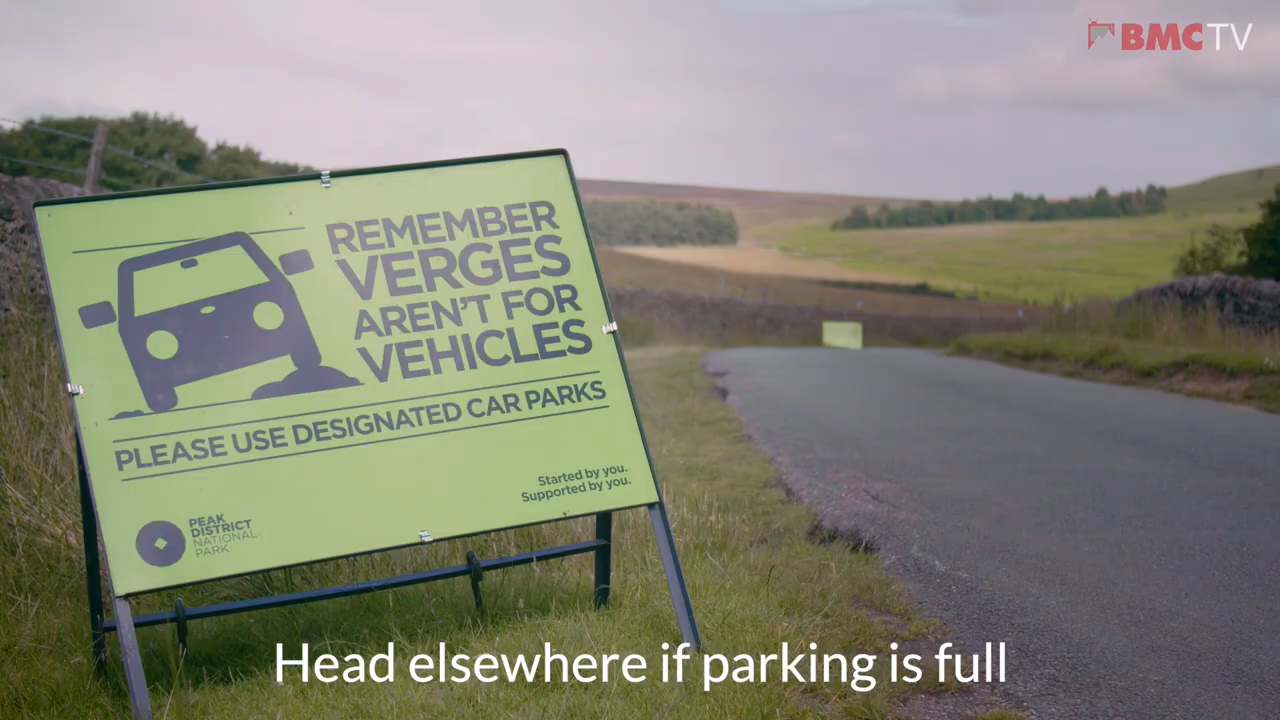 BMCTV
REMEMBER
VERGES
AREN'T FOR
VEHICLES
PLEASE USE DESIGNATED CAR PARKS
Started by you.
Supported by you.
PEAK
DISTRICT
NATIONAL
PARK
Head elsewhere if parking is full